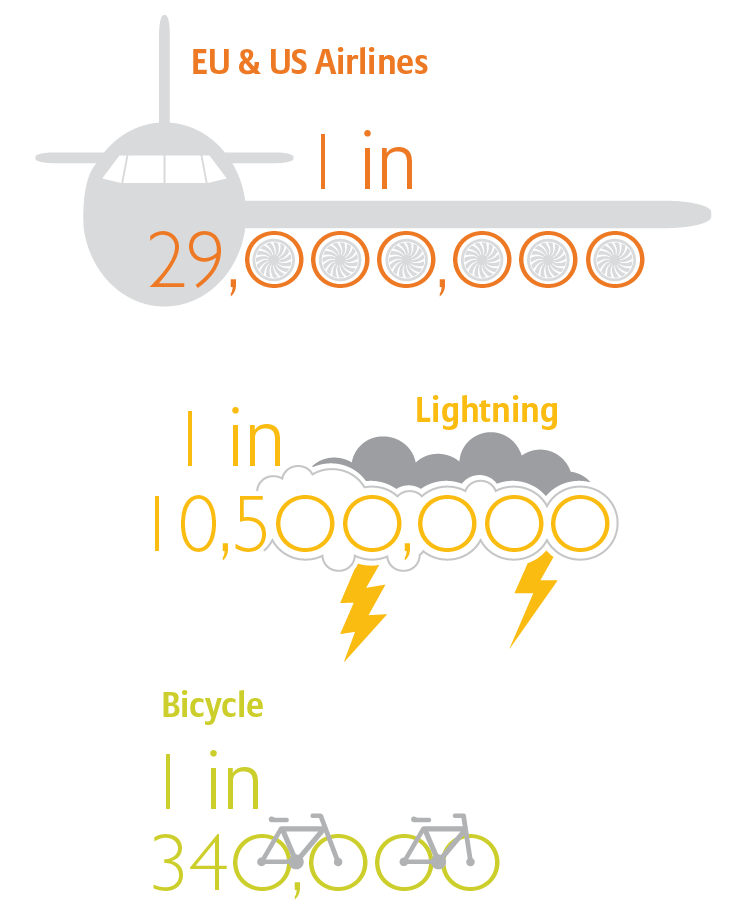 EU & US Airlines
1 in
29,000,000
Lightning
1 in
10,500,000
Bicycle
1 in
340,000